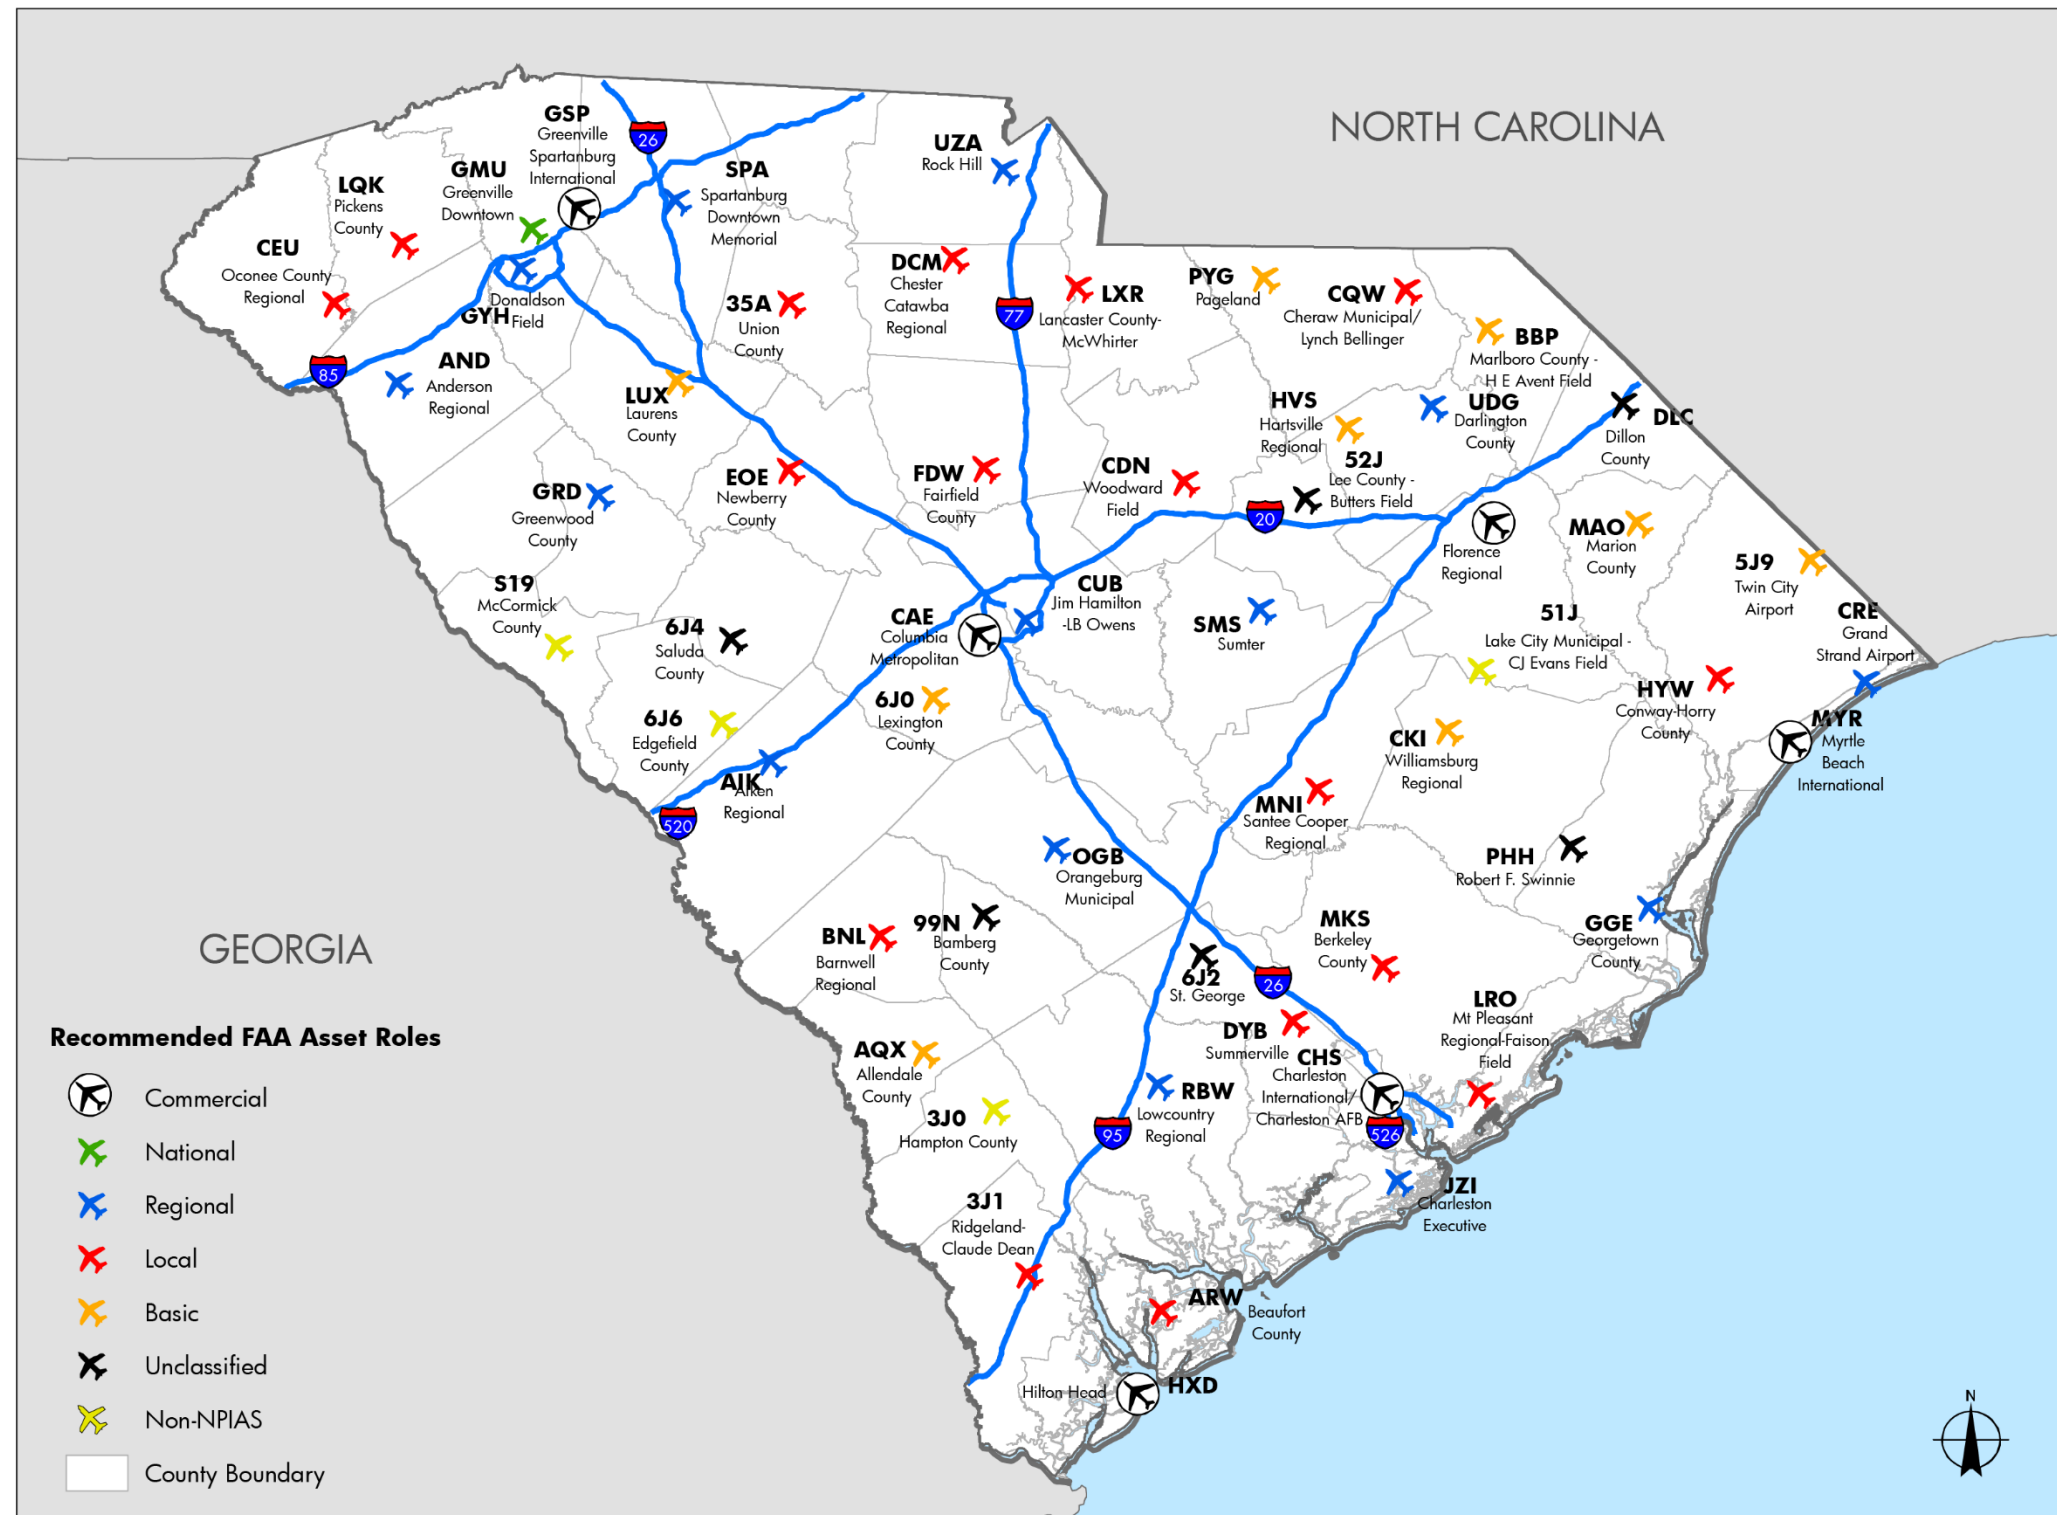 NORTH CAROLINA
GEORGIA
GSP
Greenville
Spartanburg
International
26
GMU
Greenville
Downtown
LQK
Pickens
County
CEU
Oconee County
Regional
SPA
Spartanburg
Downtown
Memorial
UZA
Rock Hill
Donaldson
Field
GYH
85
AND
Anderson
Regional
35A
Union
County
DCM
Chester
Catawba
Regional
77
LXR
Lancaster County-
McWhirter
PYG
Pageland
CQW
Cheraw Municipal/
Lynch Bellinger
BBP
Marlboro County -
H E Avent Field
LUX
Laurens
County
HVS
Hartsville
Regional
UDG
Darlington
County
DLC
Dillon
County
GRD
Greenwood
County
EOE
Newberry
County
FDW
Fairfield
County
CDN
Woodward
Field
52J
Lee County -
Butters Field
20
Florence
Regional
MAO
Marion
County
5J9
Twin City
Airport
CRE
Grand
Strand Airport
S19
McCormick
County
6J4
Saluda
County
CAE
Columbia
Metropolitan
CUB
Jim Hamilton
-LB Owens
SMS
Sumter
51J
Lake City Municipal -
CJ Evans Field
HYW
Conway-Horry
County
MYR
Myrtle
Beach
International
6J6
Edgefield
County
6J0
Lexington
County
CKI
Williamsburg
Regional
AIK
Aiken
Regional
520
MNI
Santee Cooper
Regional
OGB
Orangeburg
Municipal
PHH
Robert F. Swinnie
GGE
Georgetown
County
BNL
Barnwell
Regional
99N
Bamberg
County
MKS
Berkeley
County
6J2
St. George
26
LRO
Mt Pleasant
Regional-Faison
Field
DYB
Summerville
CHS
Charleston
International/
Charleston AFB
AQX
Allendale
County
3J0
Hampton County
RBW
Lowcountry
Regional
95
526
JZI
Charleston
Executive
3J1
Ridgeland-
Claude Dean
ARW
Beaufort
County
Hilton Head
HXD
N
Recommended FAA Asset Roles
Commercial
National
Regional
Local
Basic
Unclassified
Non-NPIAS
County Boundary